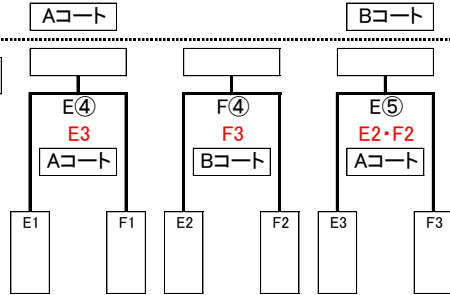 Aコート Bコート
E④ F④ E⑤
E3 F3 E2・F2
Aコート Bコート Aコート
E1 F1 E2 F2 E3 F3